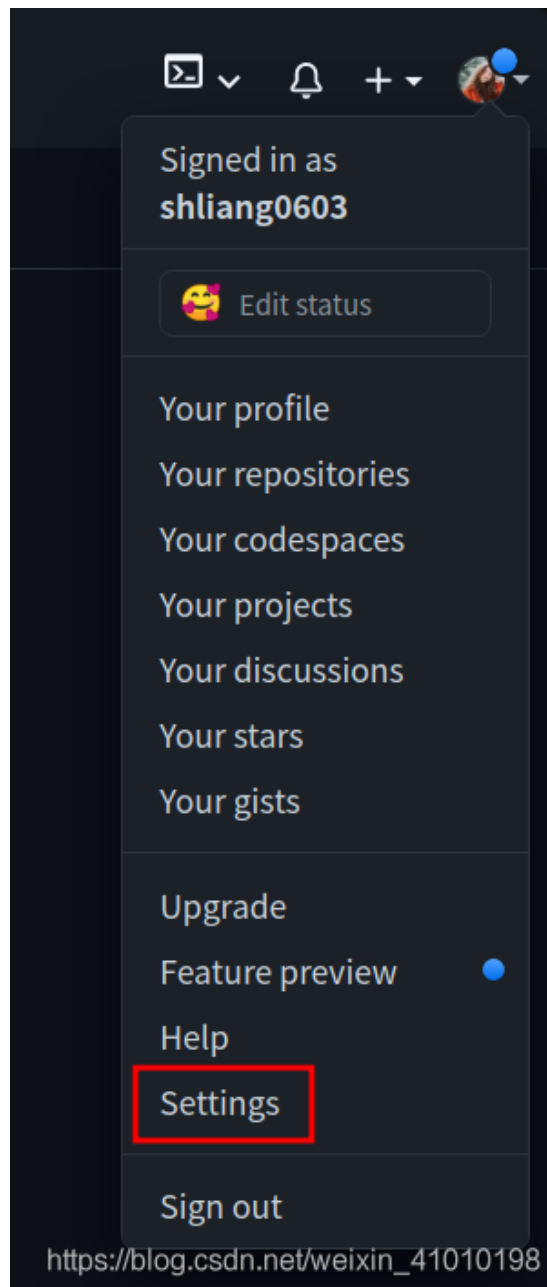 Signed in as
shliang0603
Edit status
Your profile
Your repositories
Your codespaces
Your projects
Your discussions
Your stars
Your gists
Upgrade
Feature preview
Help
Settings
Sign out
https://blog.csdn.net/weixin_41010198